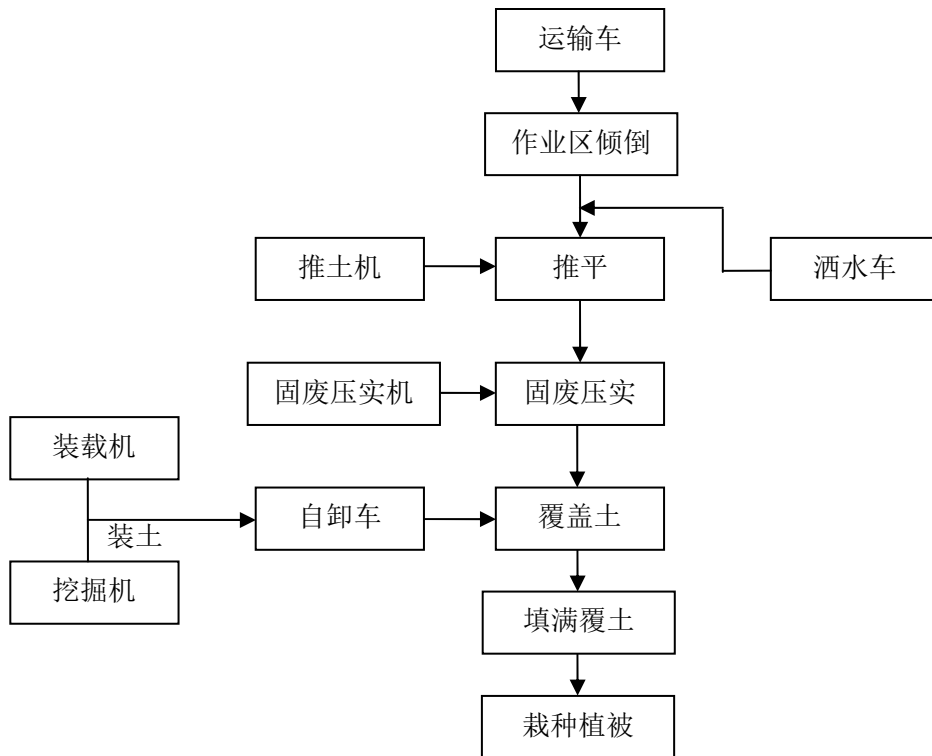 运输车
作业区倾倒
推土机
推平
洒水车
固废压实机
固废压实
装载机
装土
自卸车
覆盖土
挖掘机
填满覆土
栽种植被